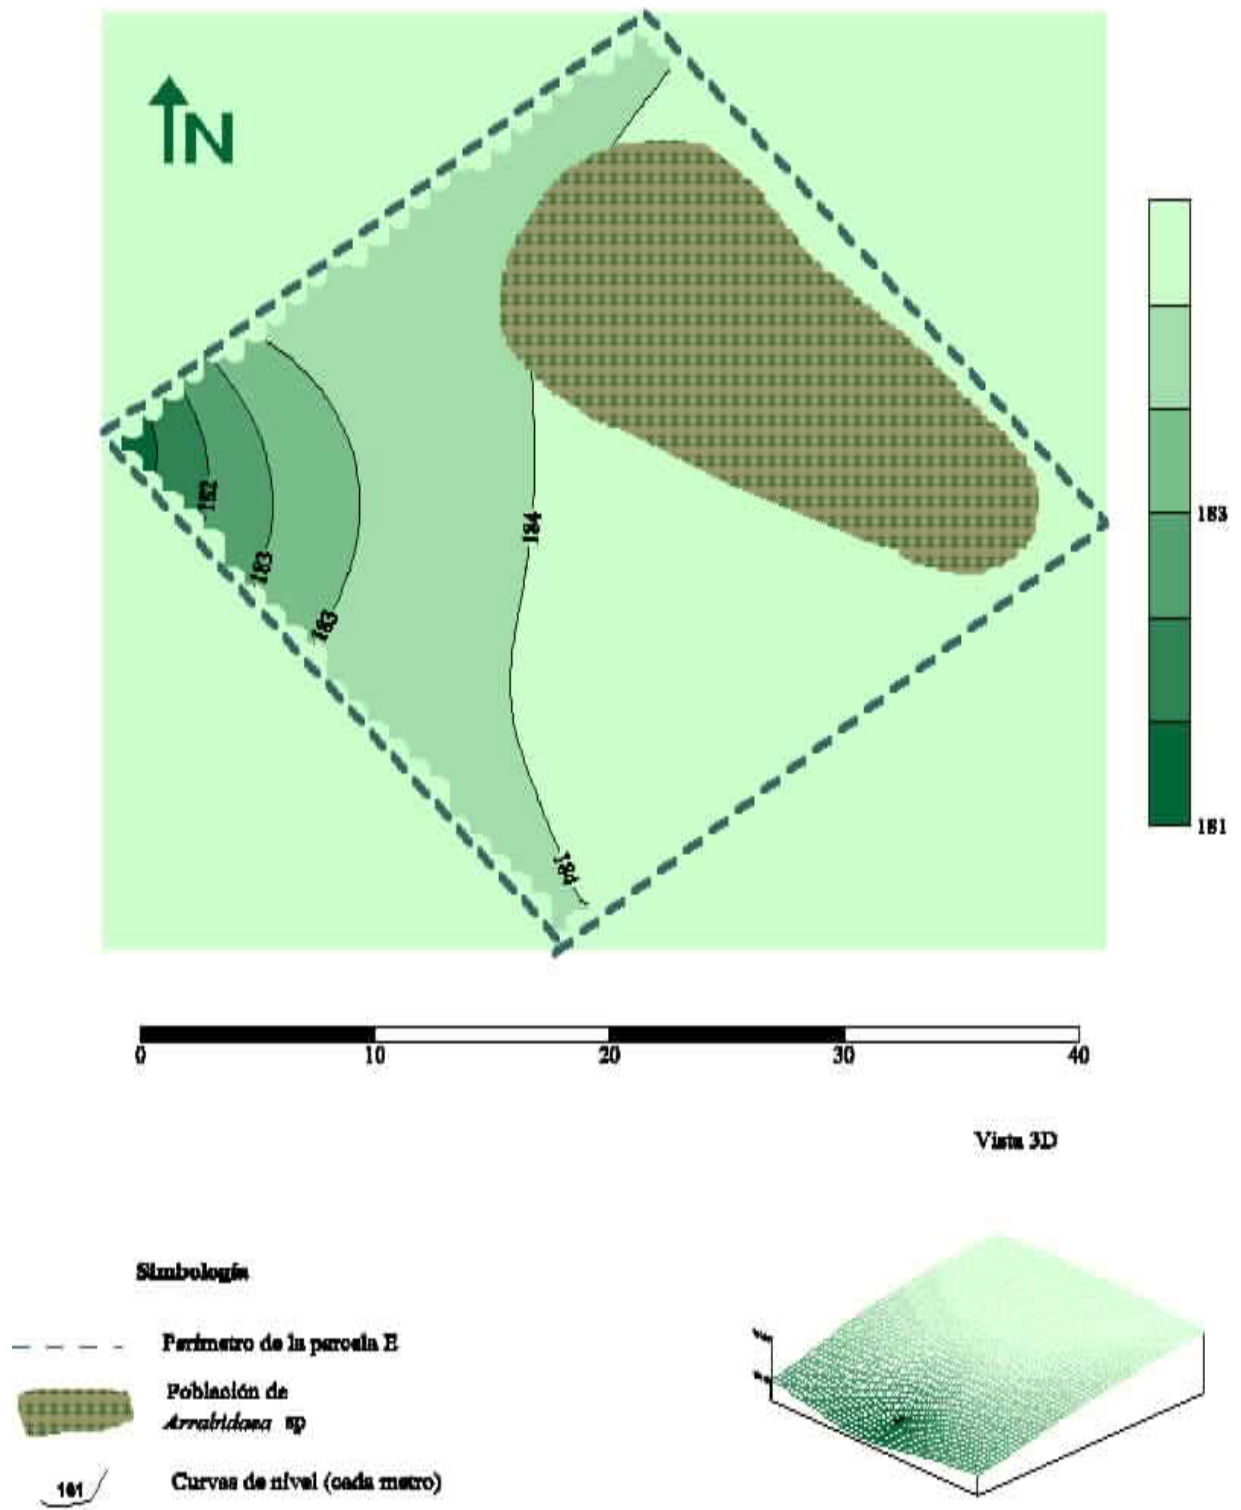 N
182
183
183
184
184
183
181
0 10 20 30 40
Vista 3D
Simbología
Perímetro de la parcela E
Población de
Arrabidaea sp
Curvas de nivel (cada metro)
181